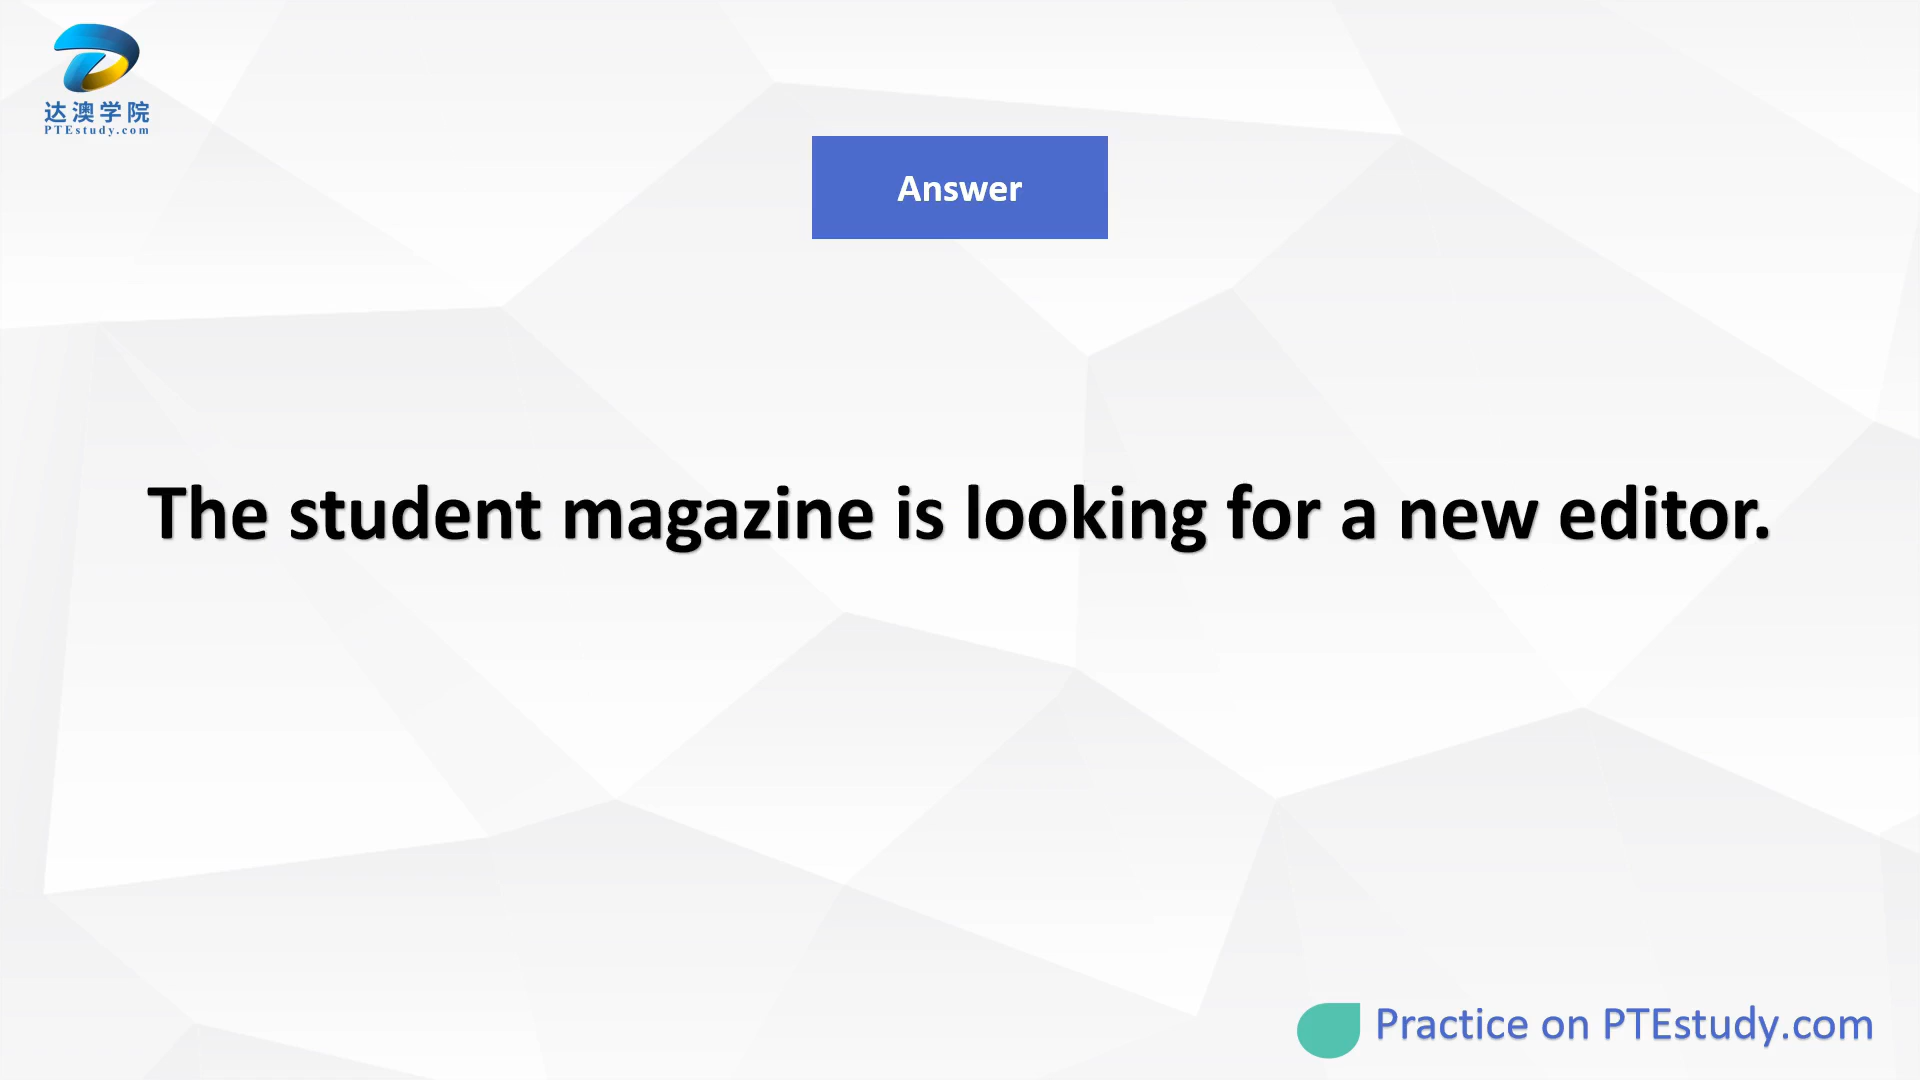 达澳学院
PTEstudy.com
Answer
The student magazine is looking for a new editor.
Practice on PTEstudy.com